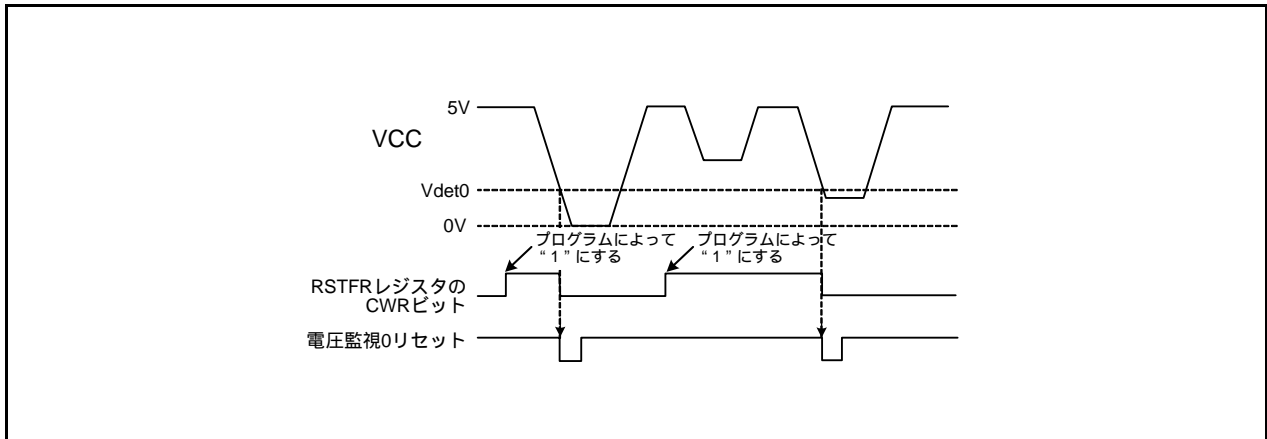 5V
VCC
Vdet0
0V
プログラムによって
“1”にする
プログラムによって
“1”にする
RSTFRレジスタの
CWRビット
電圧監視0リセット